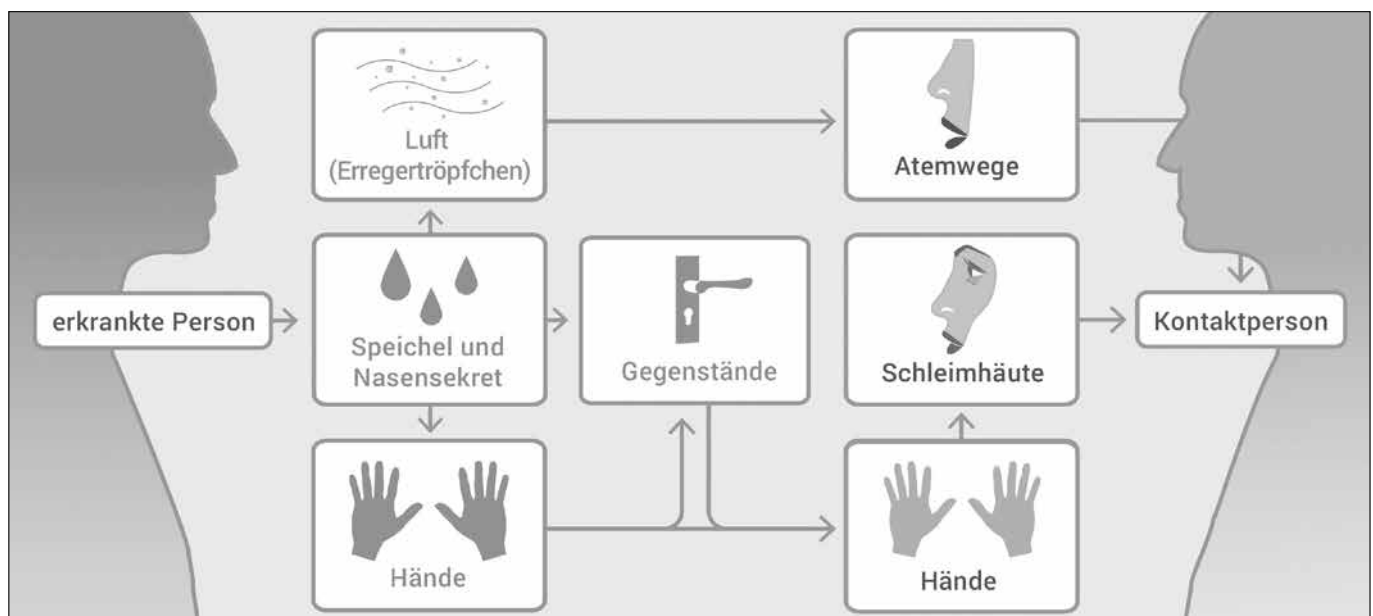 Luft
(Erregertröpfchen)
Atemwege
erkrankte Person
Speichel und
Nasensekret
Gegenstände
Schleimhäute
Kontaktperson
Hände
Hände